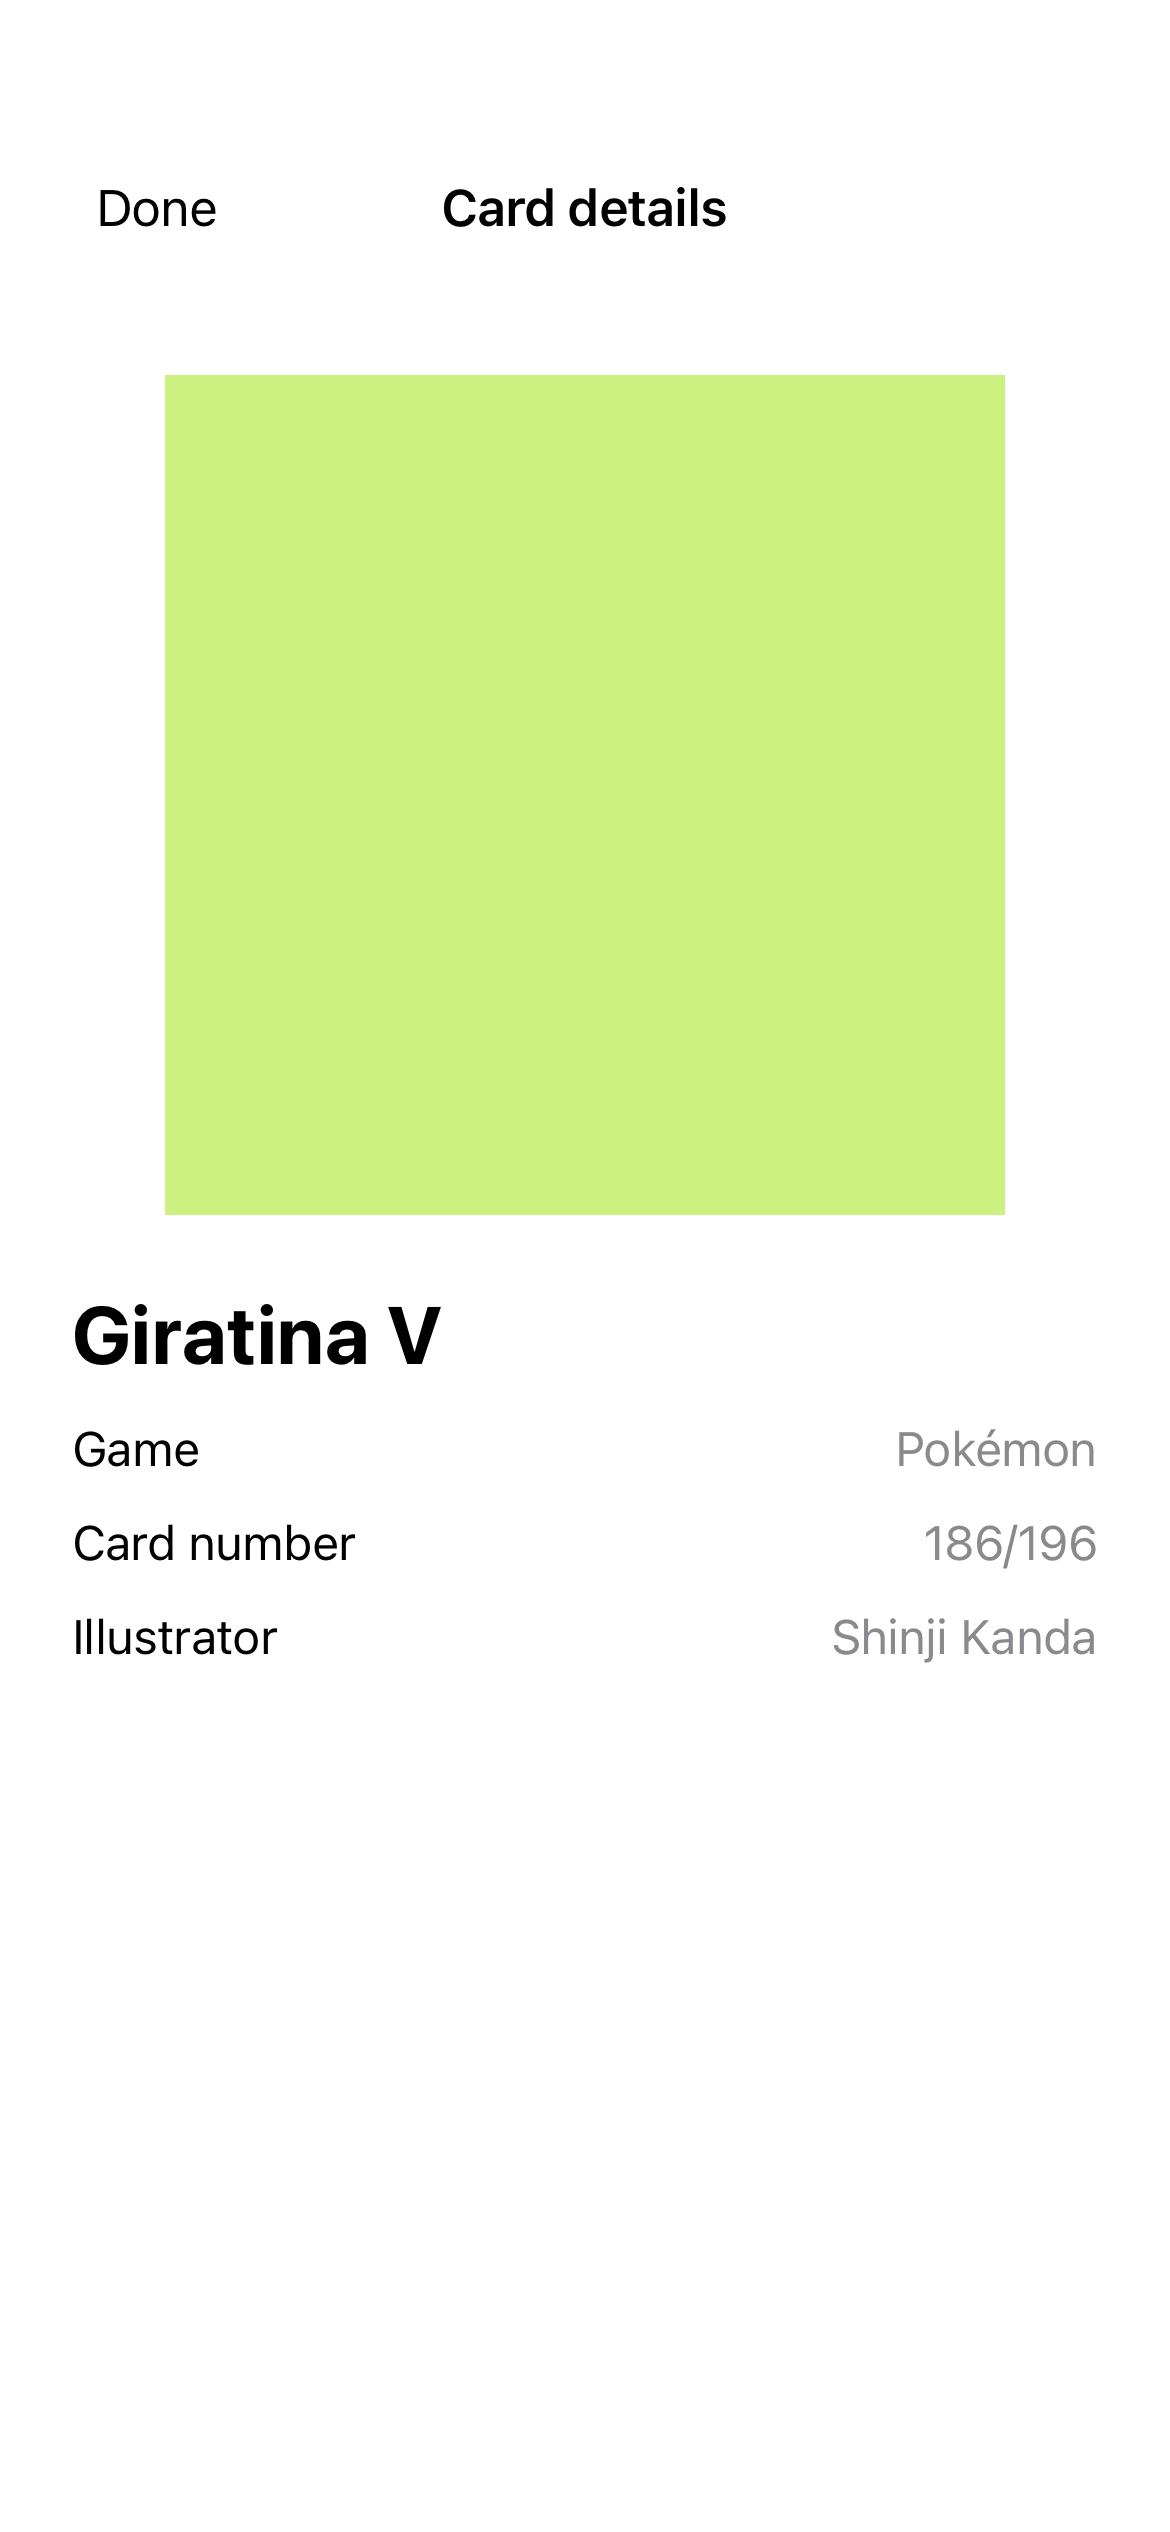 Done
Card details
Giratina V
Game
Pokémon
Card number
186/196
Illustrator
Shinji Kanda